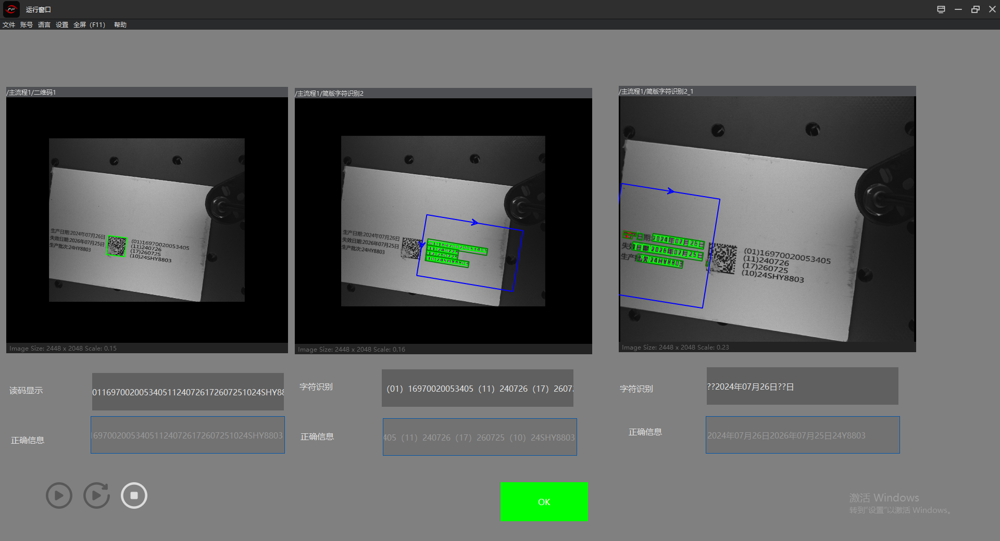 运行窗口
文件 账号 语言 设置 全屏（F11） 帮助
/主流程1/二维码1
生产日期:2024年07月26日
失效日期:2026年07月25日
生产批次:24HY8803
(01)16970020053405
(11)240726
(17)260725
(10)24SHY8803
Image Size: 2448 x 2048 Scale: 0.15
/主流程1/简版字符识别2
生产日期:2024年07月26日
失效日期:2026年07月25日
生产批次:24HY8803
(01)16970020053405
(11)240726
(17)260725
(10)24SHY8803
Image Size: 2448 x 2048 Scale: 0.16
/主流程1/简版字符识别2_1
生产日期:2024年07月26日
失效日期:2026年07月25日
生产批次:24HY8803
(01)16970020053405
(11)240726
(17)260725
(10)24SHY8803
Image Size: 2448 x 2048 Scale: 0.23
读码显示
011697002005340511240726172607251024SHY88
字符识别
（01）16970020053405（11）240726（17）26072
字符识别
??2024年07月26日??日
正确信息
1697002005340511240726172607251024SHY8803
正确信息
405（11）240726（17）260725（10）24SHY8803
正确信息
2024年07月26日2026年07月25日24Y8803
OK
激活 Windows
转到"设置"以激活 Windows。